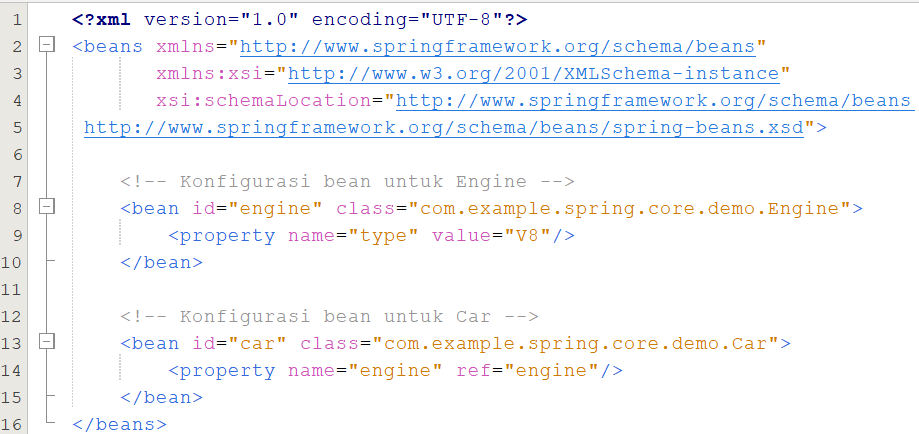 1 <?xml version="1.0" encoding="UTF-8"?>
2 <beans xmlns="http://www.springframework.org/schema/beans"
3 xmlns:xsi="http://www.w3.org/2001/XMLSchema-instance"
4 xsi:schemaLocation="http://www.springframework.org/schema/beans
5 http://www.springframework.org/schema/beans/spring-beans.xsd">
6
7 <!-- Konfigurasi bean untuk Engine -->
8 <bean id="engine" class="com.example.spring.core.demo.Engine">
9 <property name="type" value="V8"/>
10 </bean>
11
12 <!-- Konfigurasi bean untuk Car -->
13 <bean id="car" class="com.example.spring.core.demo.Car">
14 <property name="engine" ref="engine"/>
15 </bean>
16 </beans>